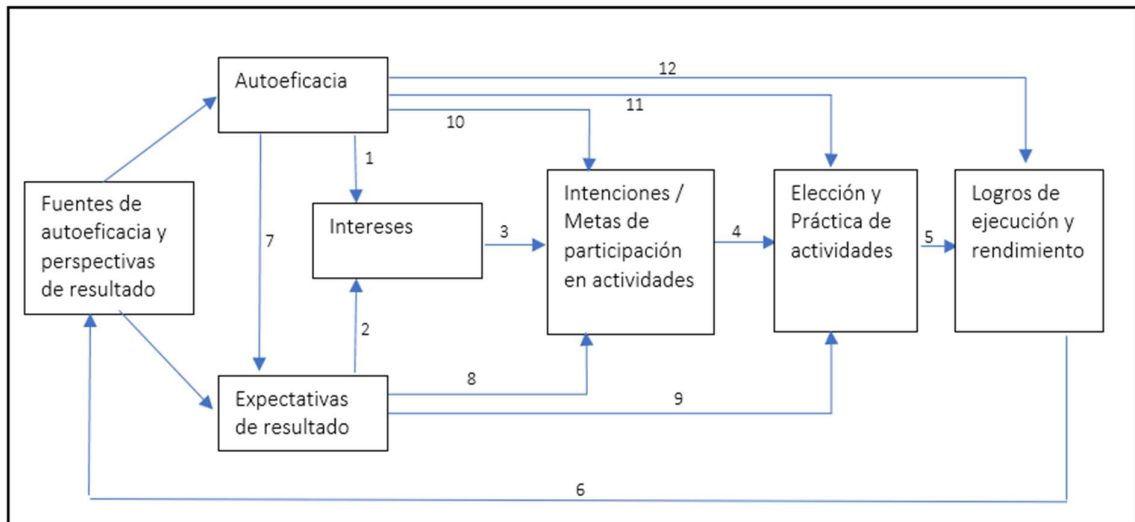 Autoeficacia
12
11
10
1
Fuentes de
autoeficacia y
perspectivas
de resultado
7
Intereses
3
Intenciones /
Metas de
participación
en actividades
4
Elección y
Práctica de
actividades
5
Logros de
ejecución y
rendimiento
2
Expectativas
de resultado
8
9
6